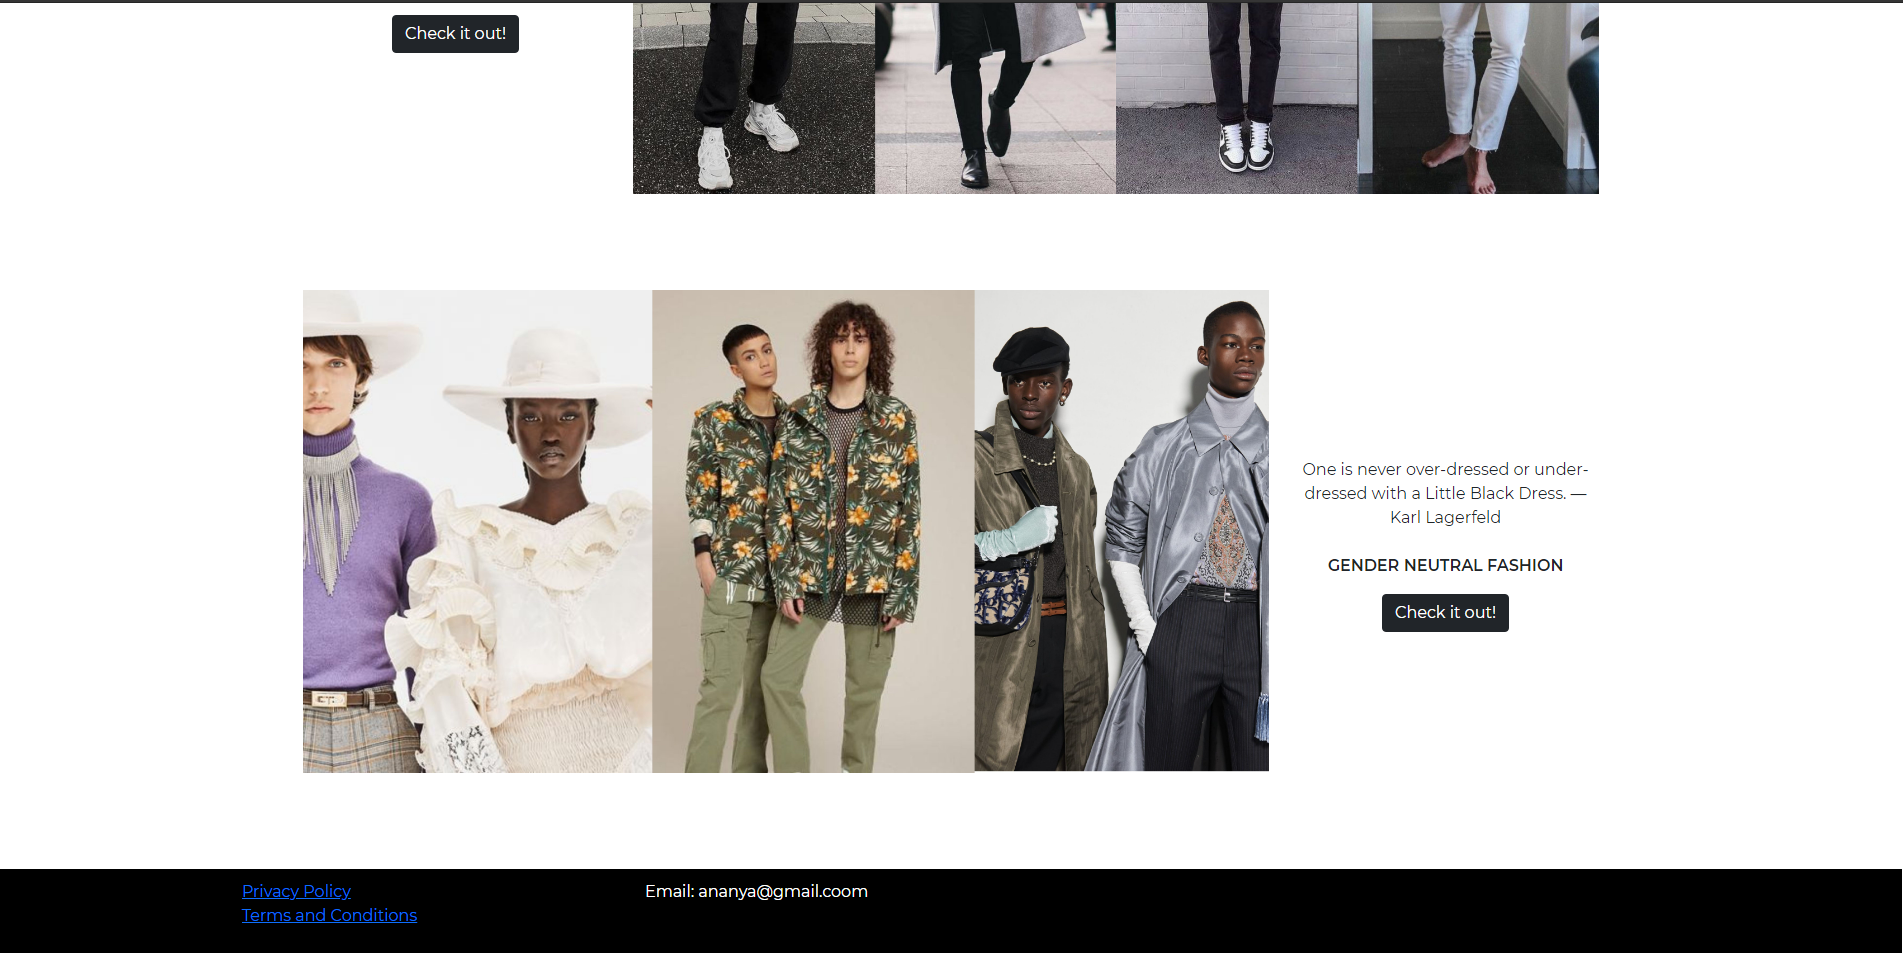 Check it out!
One is never over-dressed or under-
dressed with a Little Black Dress. —
Karl Lagerfeld
GENDER NEUTRAL FASHION
Check it out!
Privacy Policy
Terms and Conditions
Email: ananya@gmail.coom